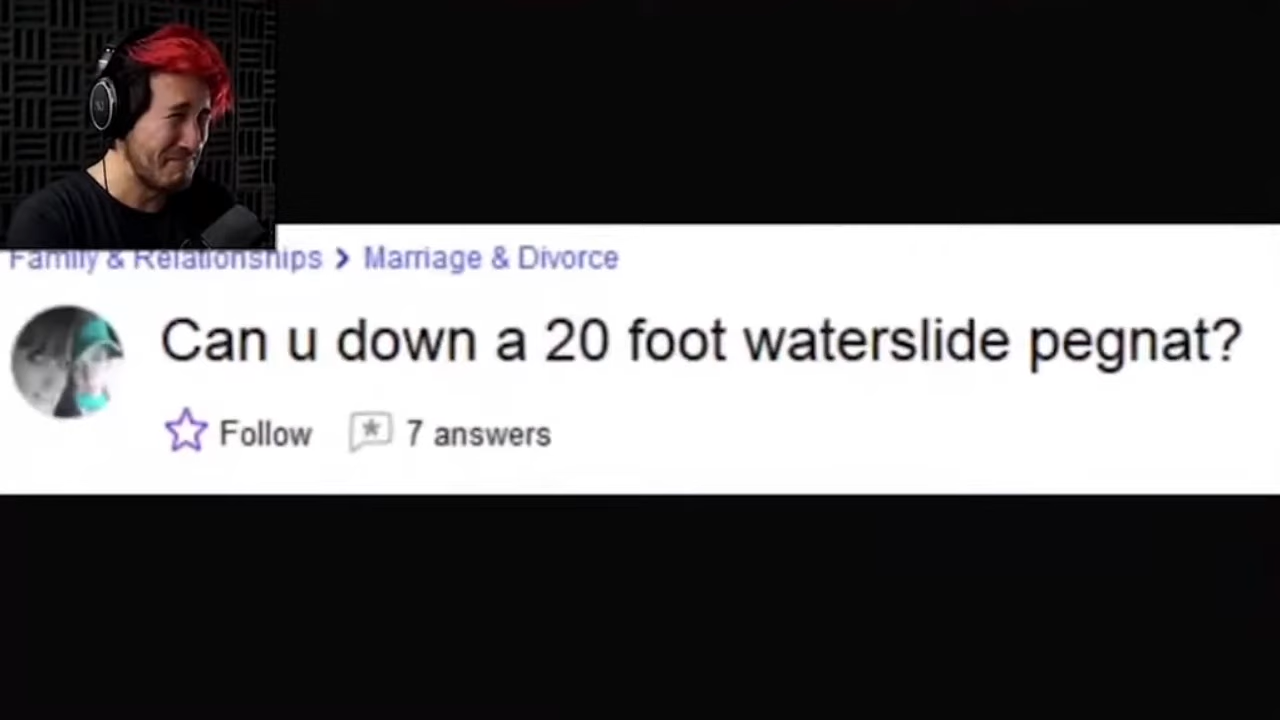 Family & Relationships > Marriage & Divorce
Can u down a 20 foot waterslide pegnat?
Follow 7 answers